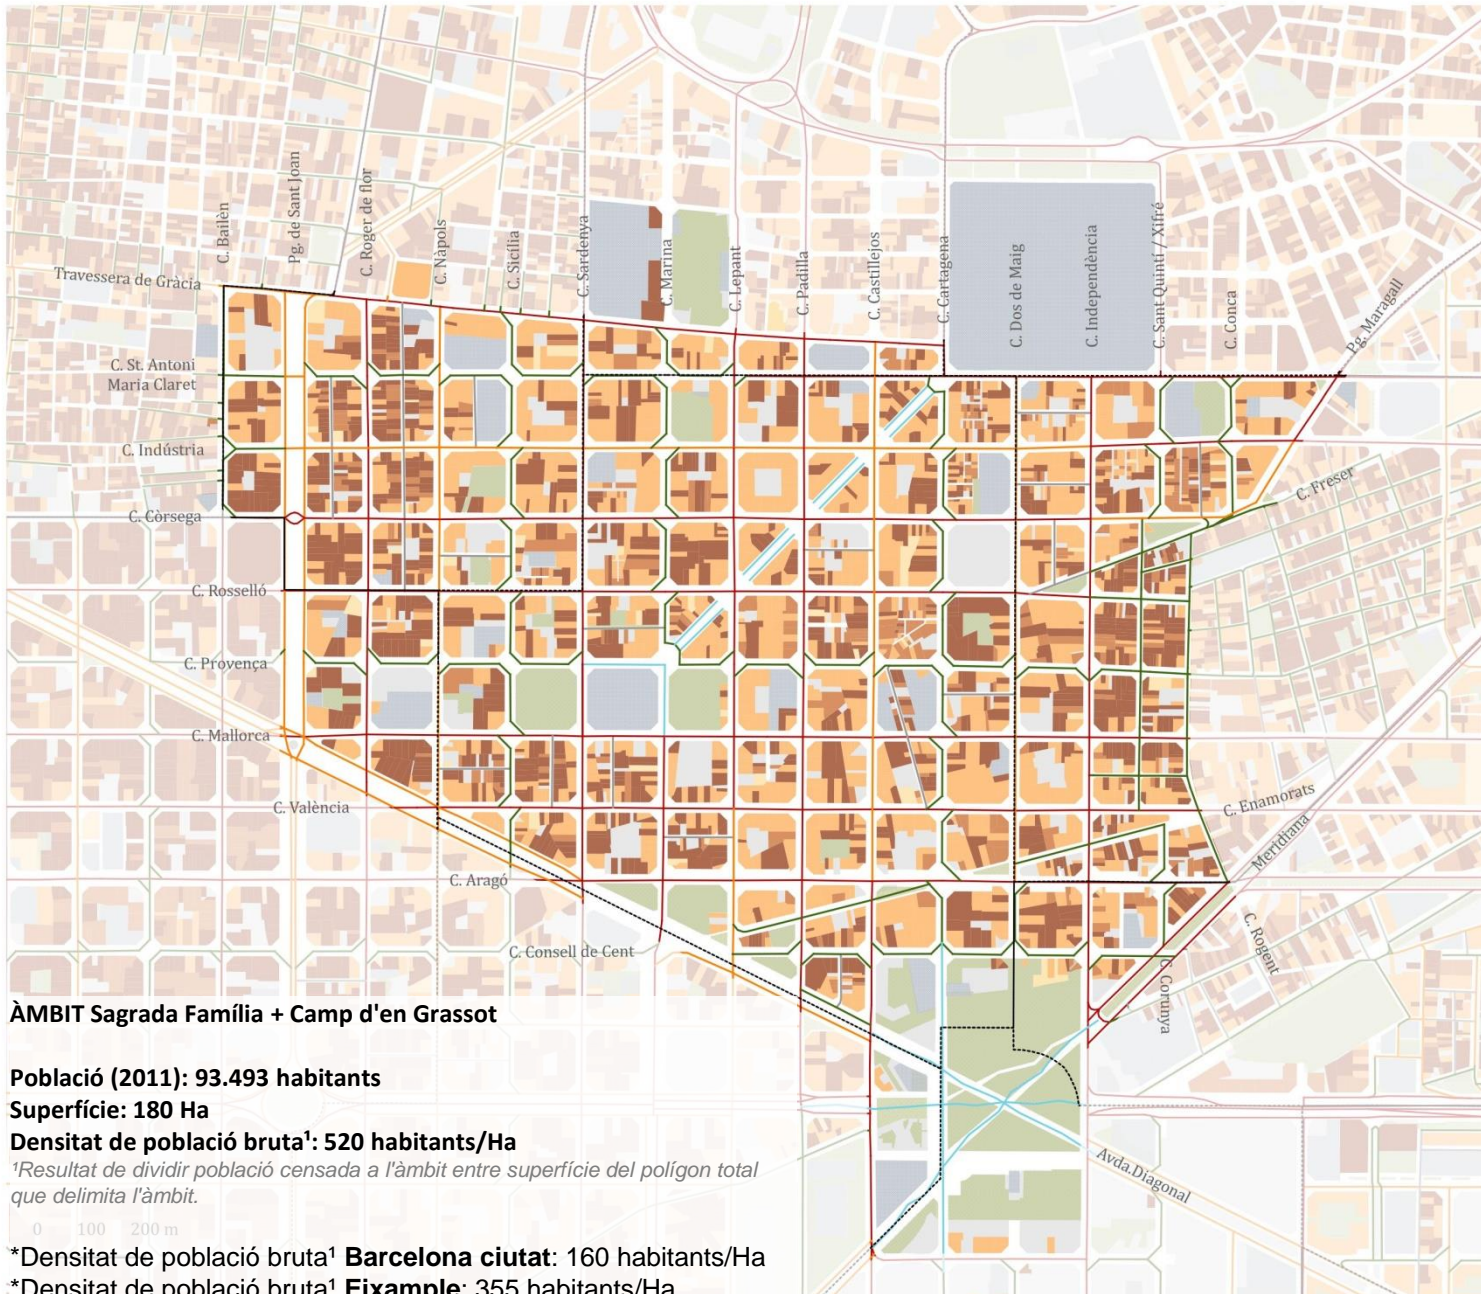 C. Bailèn
Pg. de Sant Joan
C. Roger de flor
C. Nàpols
C. Sicília
C. Sardenya
C. Marina
C. Lepant
C. Padilla
C. Castillejos
C. Cartagena
C. Dos de Maig
C. Independència
C. Sant Quintí / Xifré
C. Conca
Pg. Maragall
Travessera de Gràcia
C. St. Antoni
Maria Claret
C. Indústria
C. Freser
C. Còrsega
C. Rosselló
C. Provença
C. Mallorca
C. València
C. Enamorats
Meridiana
C. Aragó
C. Consell de Cent
C. Rogent
C. Corunya
Avda.Diagonal
ÀMBIT Sagrada Família + Camp d'en Grassot
Població (2011): 93.493 habitants
Superfície: 180 Ha
Densitat de població bruta¹: 520 habitants/Ha
¹Resultat de dividir població censada a l'àmbit entre superfície del polígon total
que delimita l'àmbit.
0 100 200 m
*Densitat de població bruta¹ Barcelona ciutat: 160 habitants/Ha
*Densitat de població bruta¹ Eixample: 355 habitants/Ha